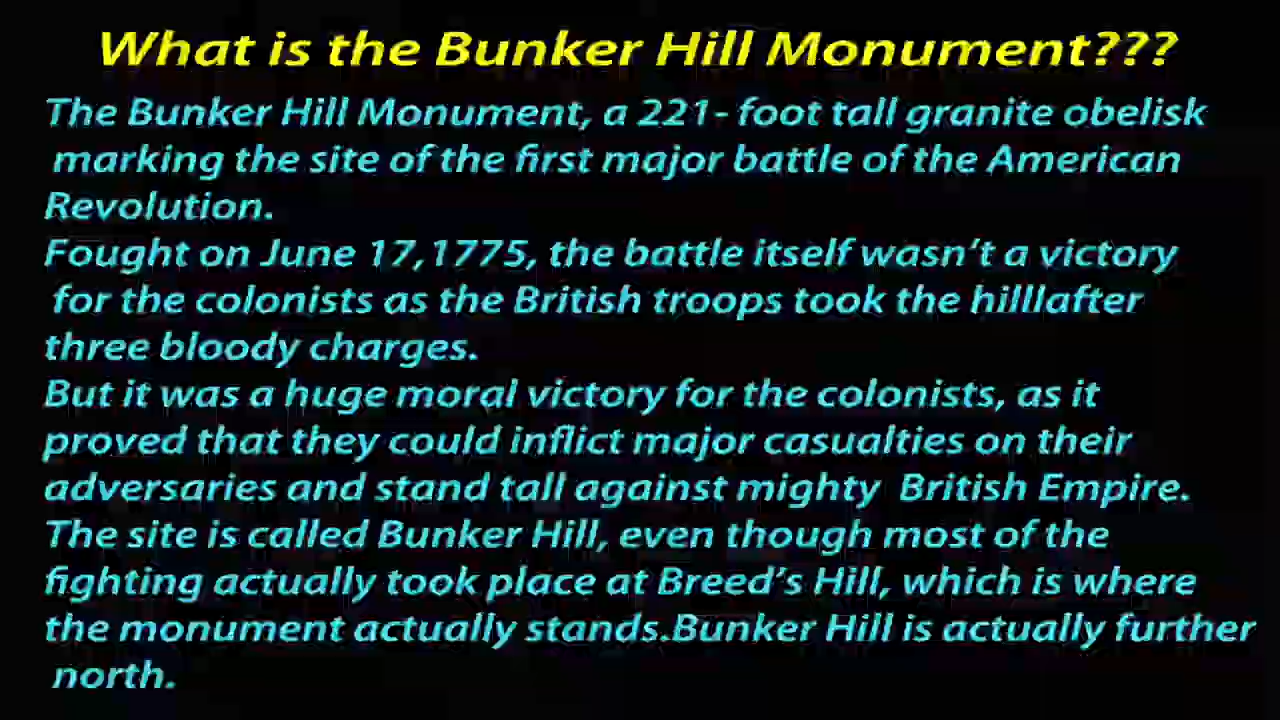 What is the Bunker Hill Monument???
The Bunker Hill Monument, a 221- foot tall granite obelisk
marking the site of the first major battle of the American
Revolution.
Fought on June 17,1775, the battle itself wasn't a victory
for the colonists as the British troops took the hilllafter
three bloody charges.
But it was a huge moral victory for the colonists, as it
proved that they could inflict major casualties on their
adversaries and stand tall against mighty  British Empire.
The site is called Bunker Hill, even though most of the
fighting actually took place at Breed's Hill, which is where
the monument actually stands.Bunker Hill is actually further
north.